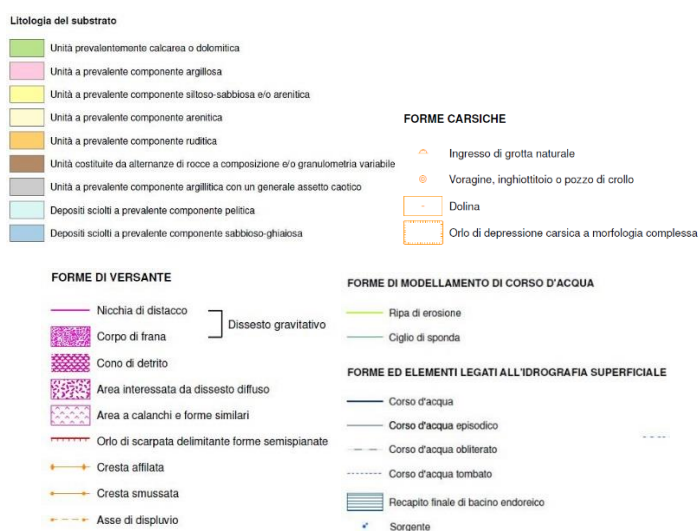 Litologia del substrato
Unità prevalentemente calcarea o dolomitica
Unità a prevalente componente argillosa
Unità a prevalente componente siltoso-sabbiosa e/o arenitica
Unità a prevalente componente arenitica
Unità a prevalente componente ruditica
Unità costituite da alternanze di rocce a composizione e/o granulometria variabile
Unità a prevalente componente argillitica con un generale assetto caotico
Depositi sciolti a prevalente componente pelitica
Depositi sciolti a prevalente componente sabbioso-ghiaiosa
FORME CARSICHE
Ingresso di grotta naturale
Voragine, inghiottitoio o pozzo di crollo
Dolina
Orlo di depressione carsica a morfologia complessa
FORME DI VERSANTE
Nicchia di distacco
Corpo di frana
Dissesto gravitativo
Cono di detrito
Area interessata da dissesto diffuso
Area a calanchi e forme similari
Orlo di scarpata delimitante forme semispianate
Cresta affilata
Cresta smussata
Asse di displuvio
FORME DI MODELLAMENTO DI CORSO D'ACQUA
Ripa di erosione
Ciglio di sponda
FORME ED ELEMENTI LEGATI ALL'IDROGRAFIA SUPERFICIALE
Corso d'acqua
Corso d'acqua episodico
Corso d'acqua obliterato
Corso d'acqua tombato
Recapito finale di bacino endoreico
Sorgente